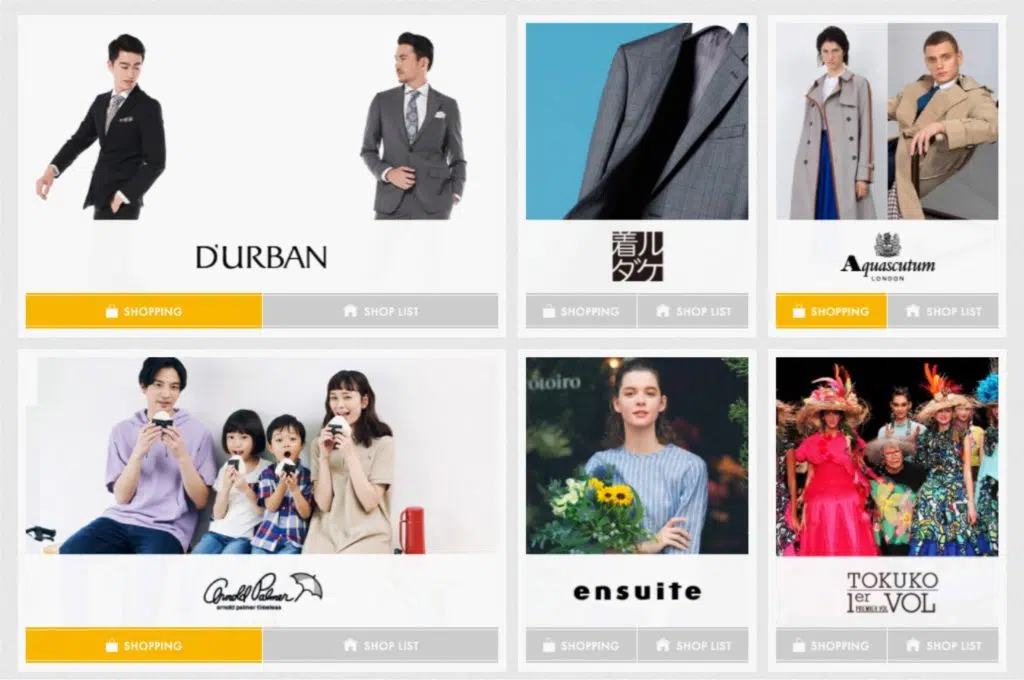 D'URBAN
SHOPPING
SHOP LIST
着ル
ダケ
SHOPPING
SHOP LIST
Aquascutum
LONDON
SHOPPING
SHOP LIST
Arnold Palmer
arnold palmer timeless
SHOPPING
SHOP LIST
otoiro
ensuite
SHOPPING
SHOP LIST
TOKUKO
1er PREMIER VOL VOL
SHOPPING
SHOP LIST